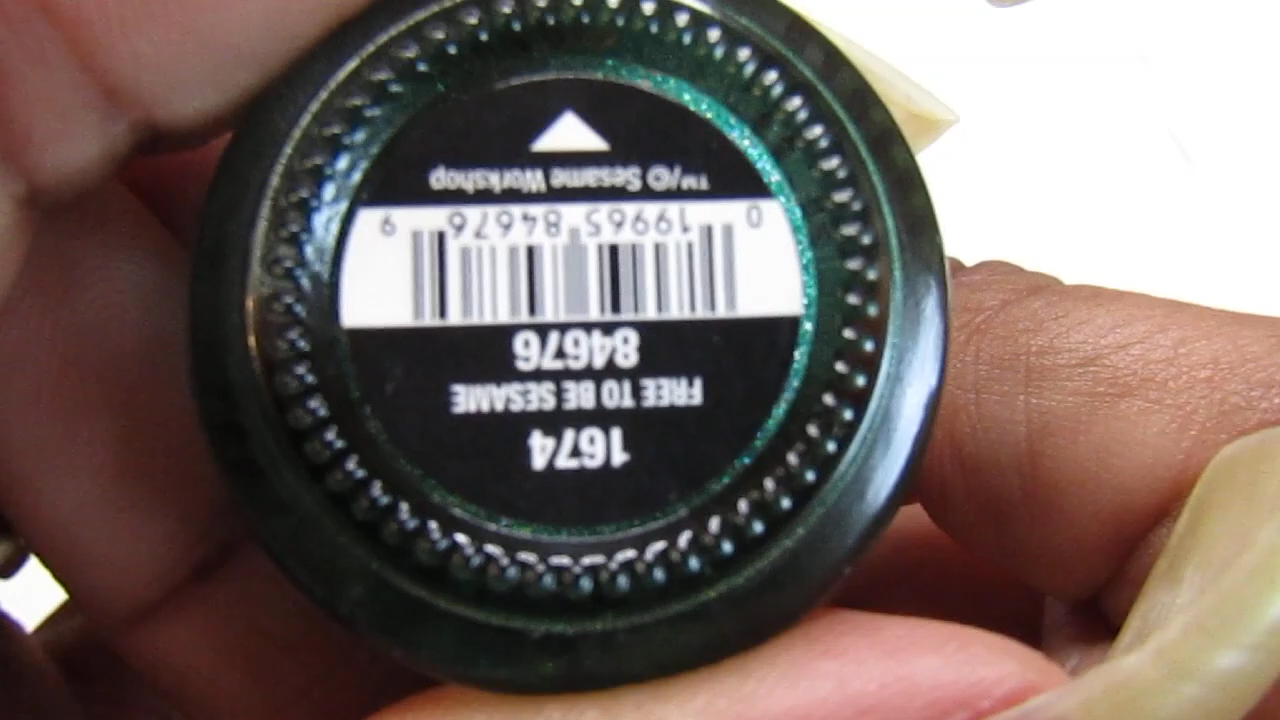 1674
FREE TO BE SESAME
84676
0 19965 84676 9
™/© Sesame Workshop